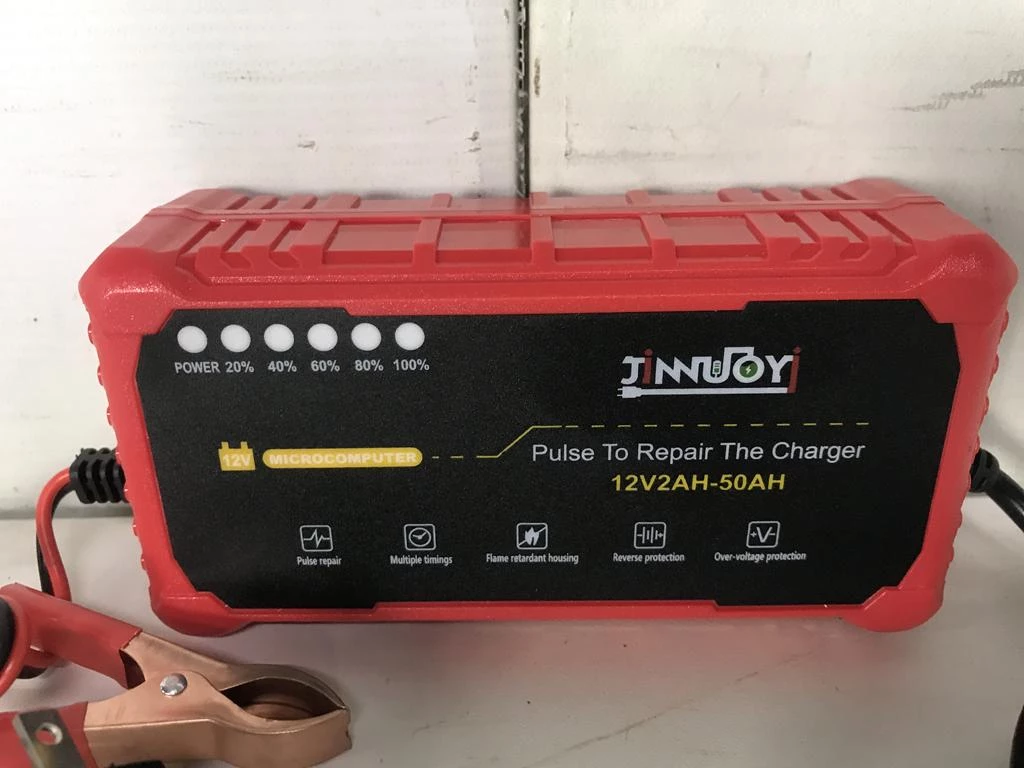 POWER 20% 40% 60% 80% 100%
JINNUOYI
12V MICROCOMPUTER
Pulse To Repair The Charger
12V2AH-50AH
Pulse repair Multiple timings Flame retardant housing Reverse protection Over-voltage protection